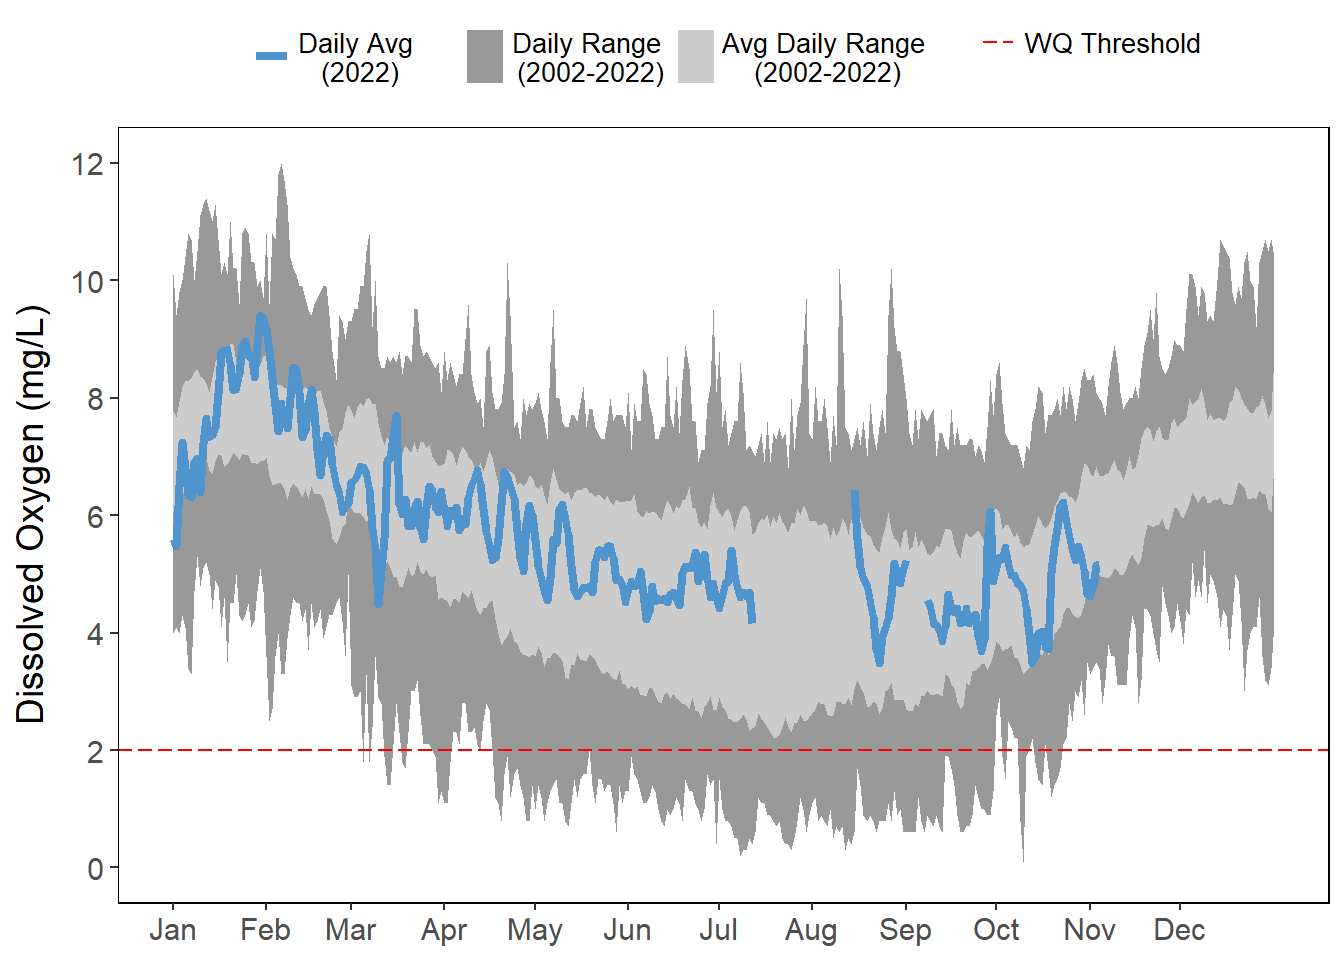 Daily Avg
(2022)
Daily Range
(2002-2022)
Avg Daily Range
(2002-2022)
WQ Threshold
Dissolved Oxygen (mg/L)
12
10
8
6
4
2
0
Jan Feb Mar Apr May Jun Jul Aug Sep Oct Nov Dec